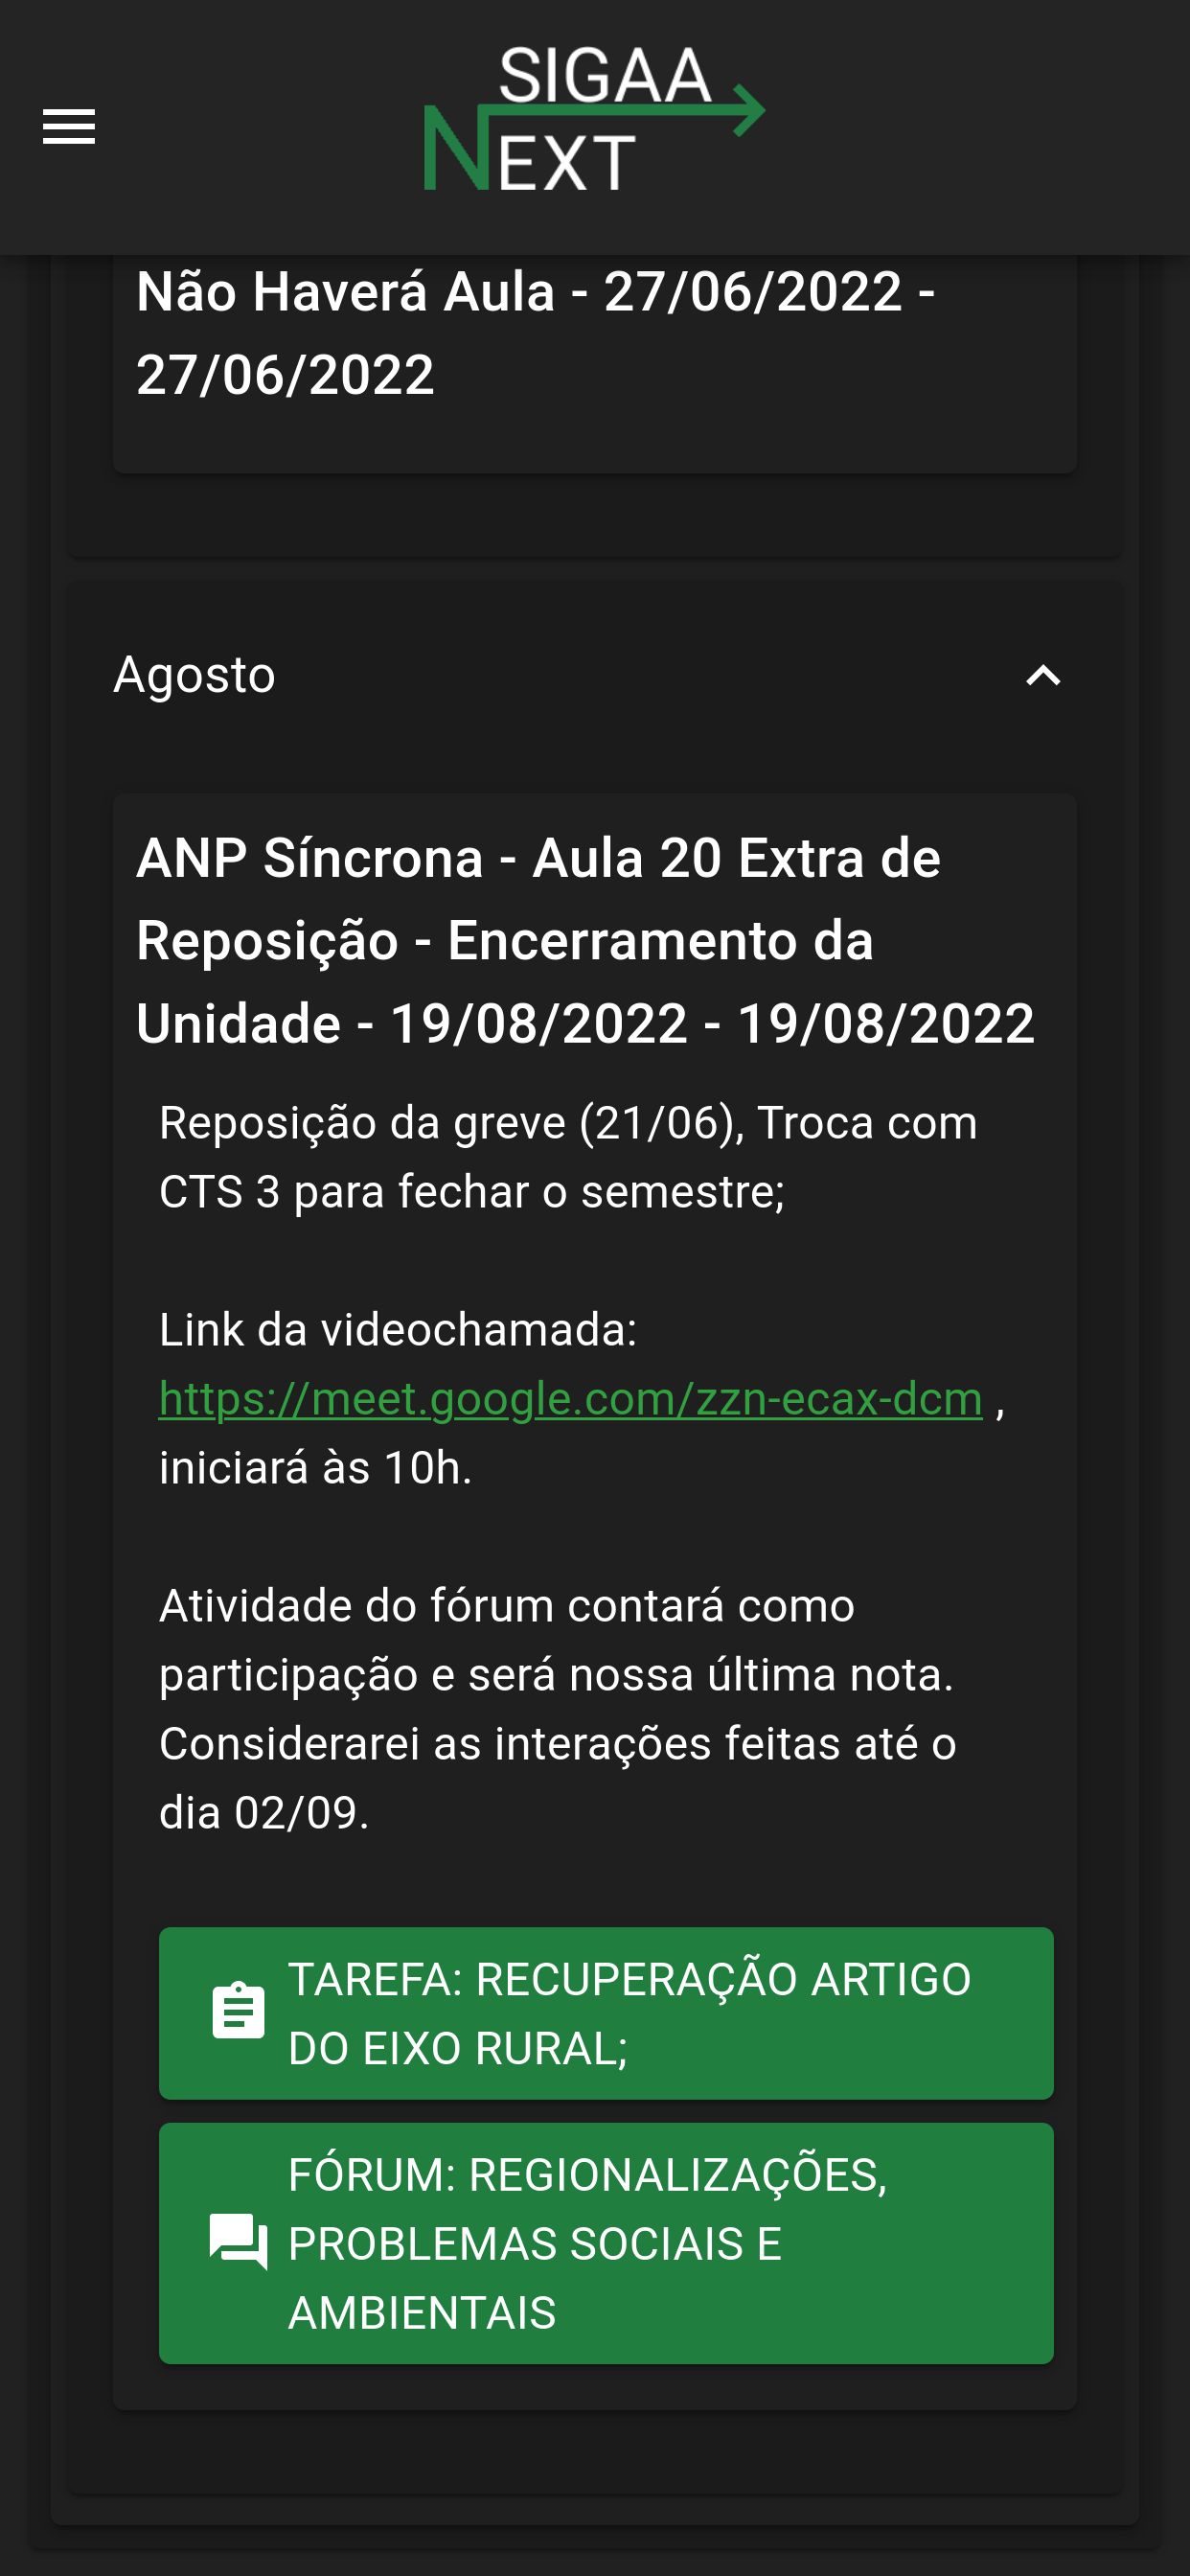 SIGAA
NEXT
Não Haverá Aula - 27/06/2022 -
27/06/2022
Agosto
ANP Síncrona - Aula 20 Extra de
Reposição - Encerramento da
Unidade - 19/08/2022 - 19/08/2022
Reposição da greve (21/06), Troca com
CTS 3 para fechar o semestre;
Link da videochamada:
https://meet.google.com/zzn-ecax-dcm ,
iniciará às 10h.
Atividade do fórum contará como
participação e será nossa última nota.
Considerarei as interações feitas até o
dia 02/09.
TAREFA: RECUPERAÇÃO ARTIGO
DO EIXO RURAL;
FÓRUM: REGIONALIZAÇÕES,
PROBLEMAS SOCIAIS E
AMBIENTAIS